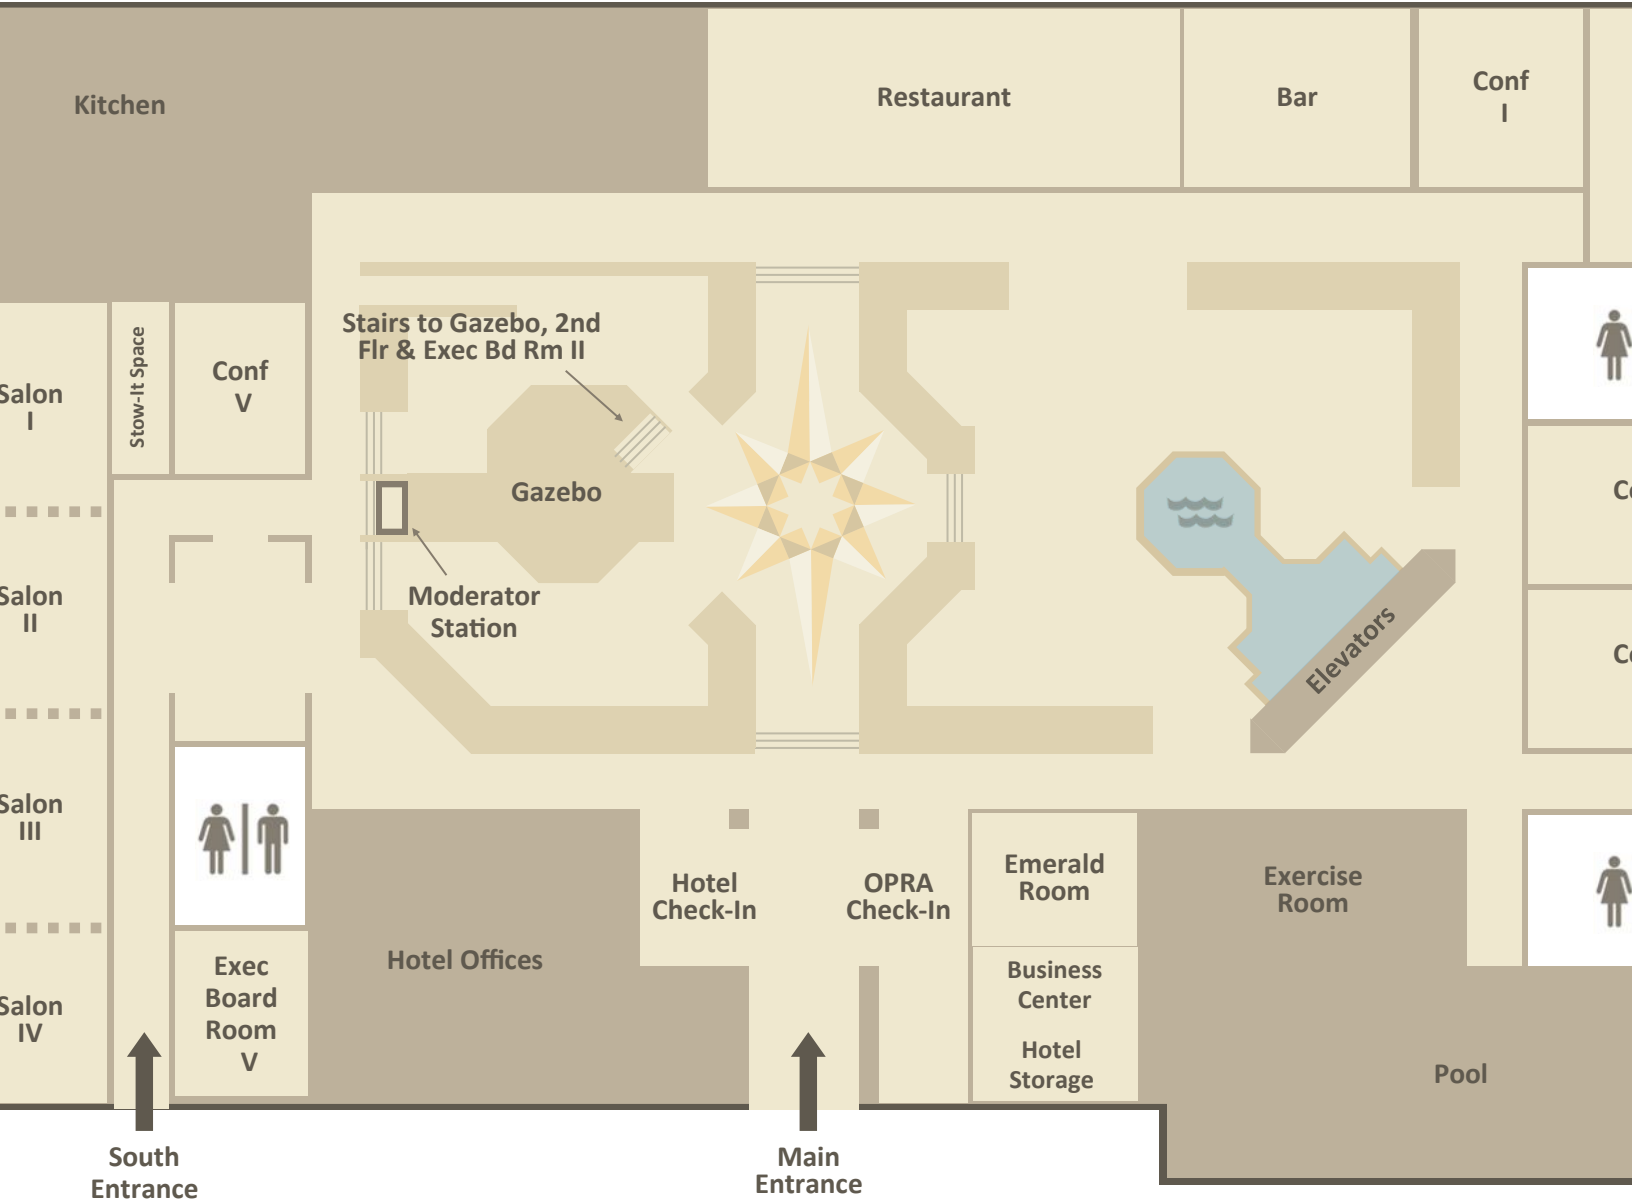 Kitchen
Restaurant
Bar
Conf
I
Stairs to Gazebo, 2nd
Flr & Exec Bd Rm II
Stow-It Space
Conf
V
Salon
I
Gazebo
Moderator
Station
Salon
II
Elevators
Salon
III
Hotel
Check-In
OPRA
Check-In
Emerald
Room
Exercise
Room
Hotel Offices
Exec
Board
Room
V
Business
Center
Hotel
Storage
Salon
IV
Pool
South
Entrance
Main
Entrance